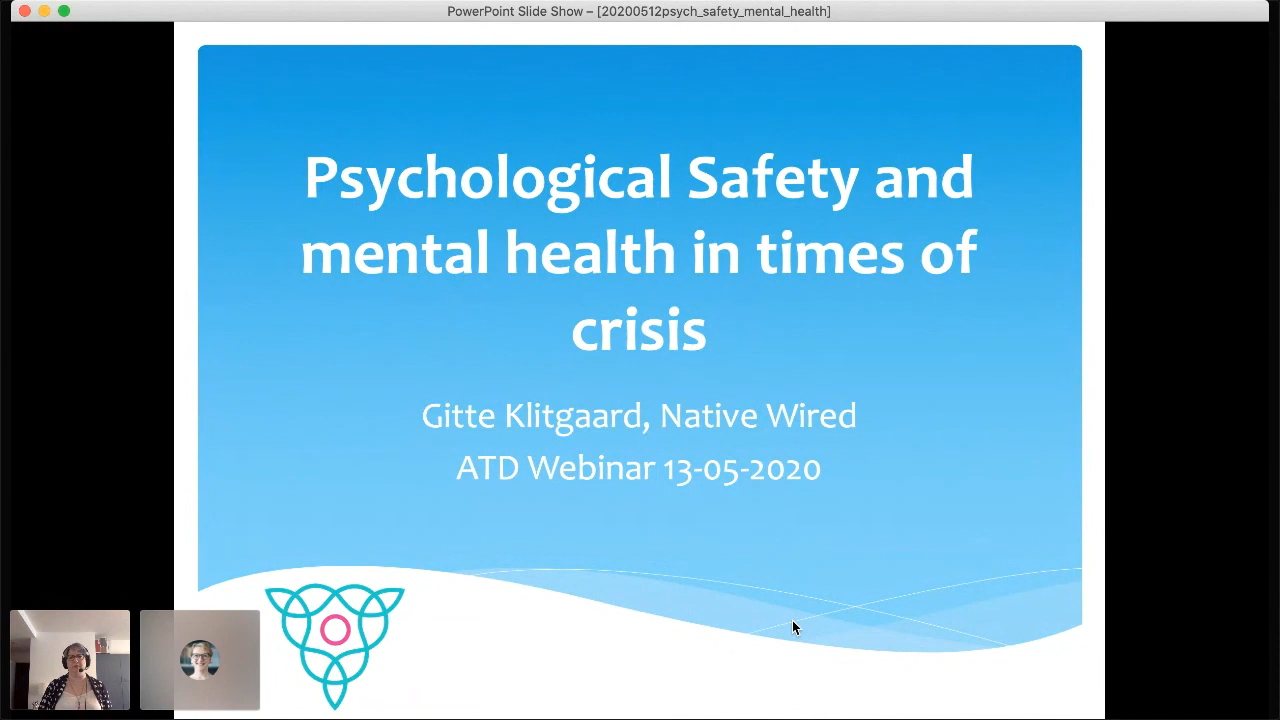 PowerPoint Slide Show – [20200512psych_safety_mental_health]
Psychological Safety and
mental health in times of
crisis
Gitte Klitgaard, Native Wired
ATD Webinar 13-05-2020